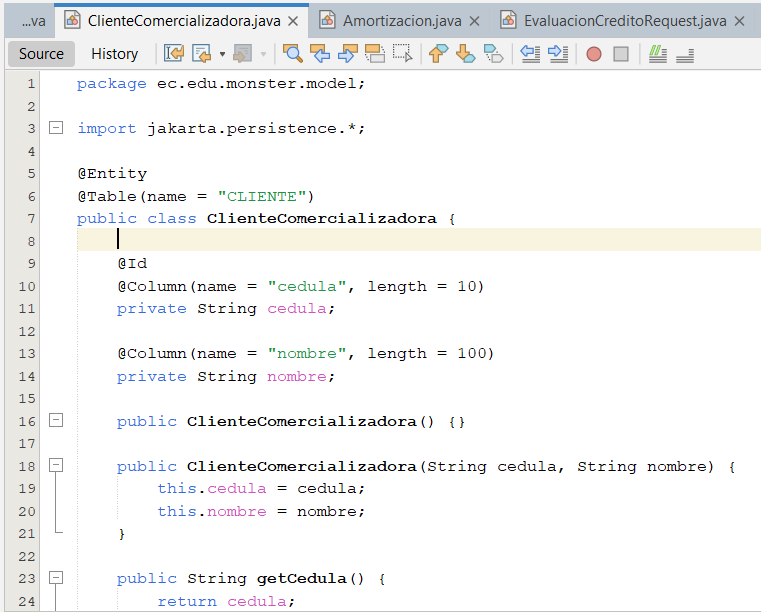 ...va ClienteComercializadora.java Amortizacion.java EvaluacionCreditoRequest.java
Source History
1 package ec.edu.monster.model;
2
3 import jakarta.persistence.*;
4
5 @Entity
6 @Table(name = "CLIENTE")
7 public class ClienteComercializadora {
8
9 @Id
10 @Column(name = "cedula", length = 10)
11 private String cedula;
12
13 @Column(name = "nombre", length = 100)
14 private String nombre;
15
16 public ClienteComercializadora() {}
17
18 public ClienteComercializadora(String cedula, String nombre) {
19 this.cedula = cedula;
20 this.nombre = nombre;
21 }
22
23 public String getCedula() {
24 return cedula;